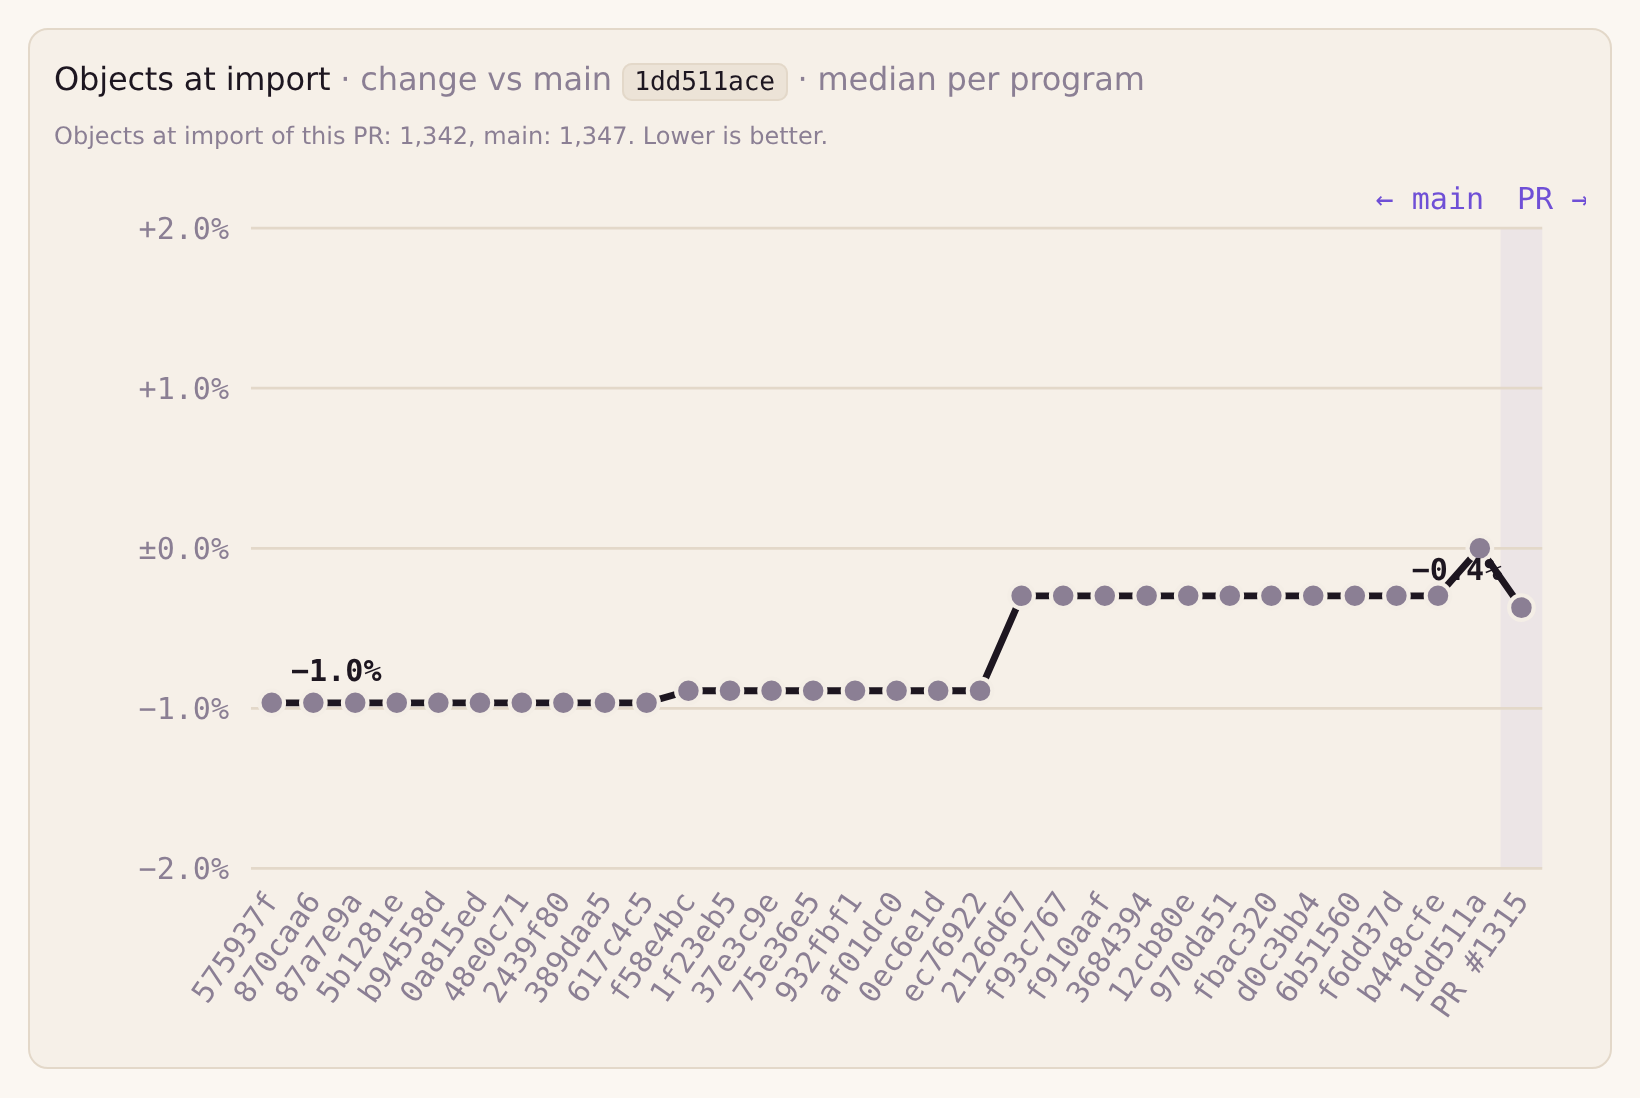 Objects at import · change vs main 1dd511ace · median per program
Objects at import of this PR: 1,342, main: 1,347. Lower is better.
← main PR →
+2.0%
+1.0%
±0.0%
−0.4%
−1.0%
−1.0%
−2.0%
575937f
870caa6
87a7e9a
5b1281e
b94558d
0a815ed
48e0c71
2439f80
389daa5
617c4c5
f58e4bc
1f23eb5
37e3c9e
75e36e5
932fbf1
af01dc0
0ec6e1d
ec76922
2126d67
f93c767
f910aaf
3684394
12cb80e
970da51
fbac320
d0c3bb4
6b51560
f6dd37d
b448cfe
1dd511a
PR #1315